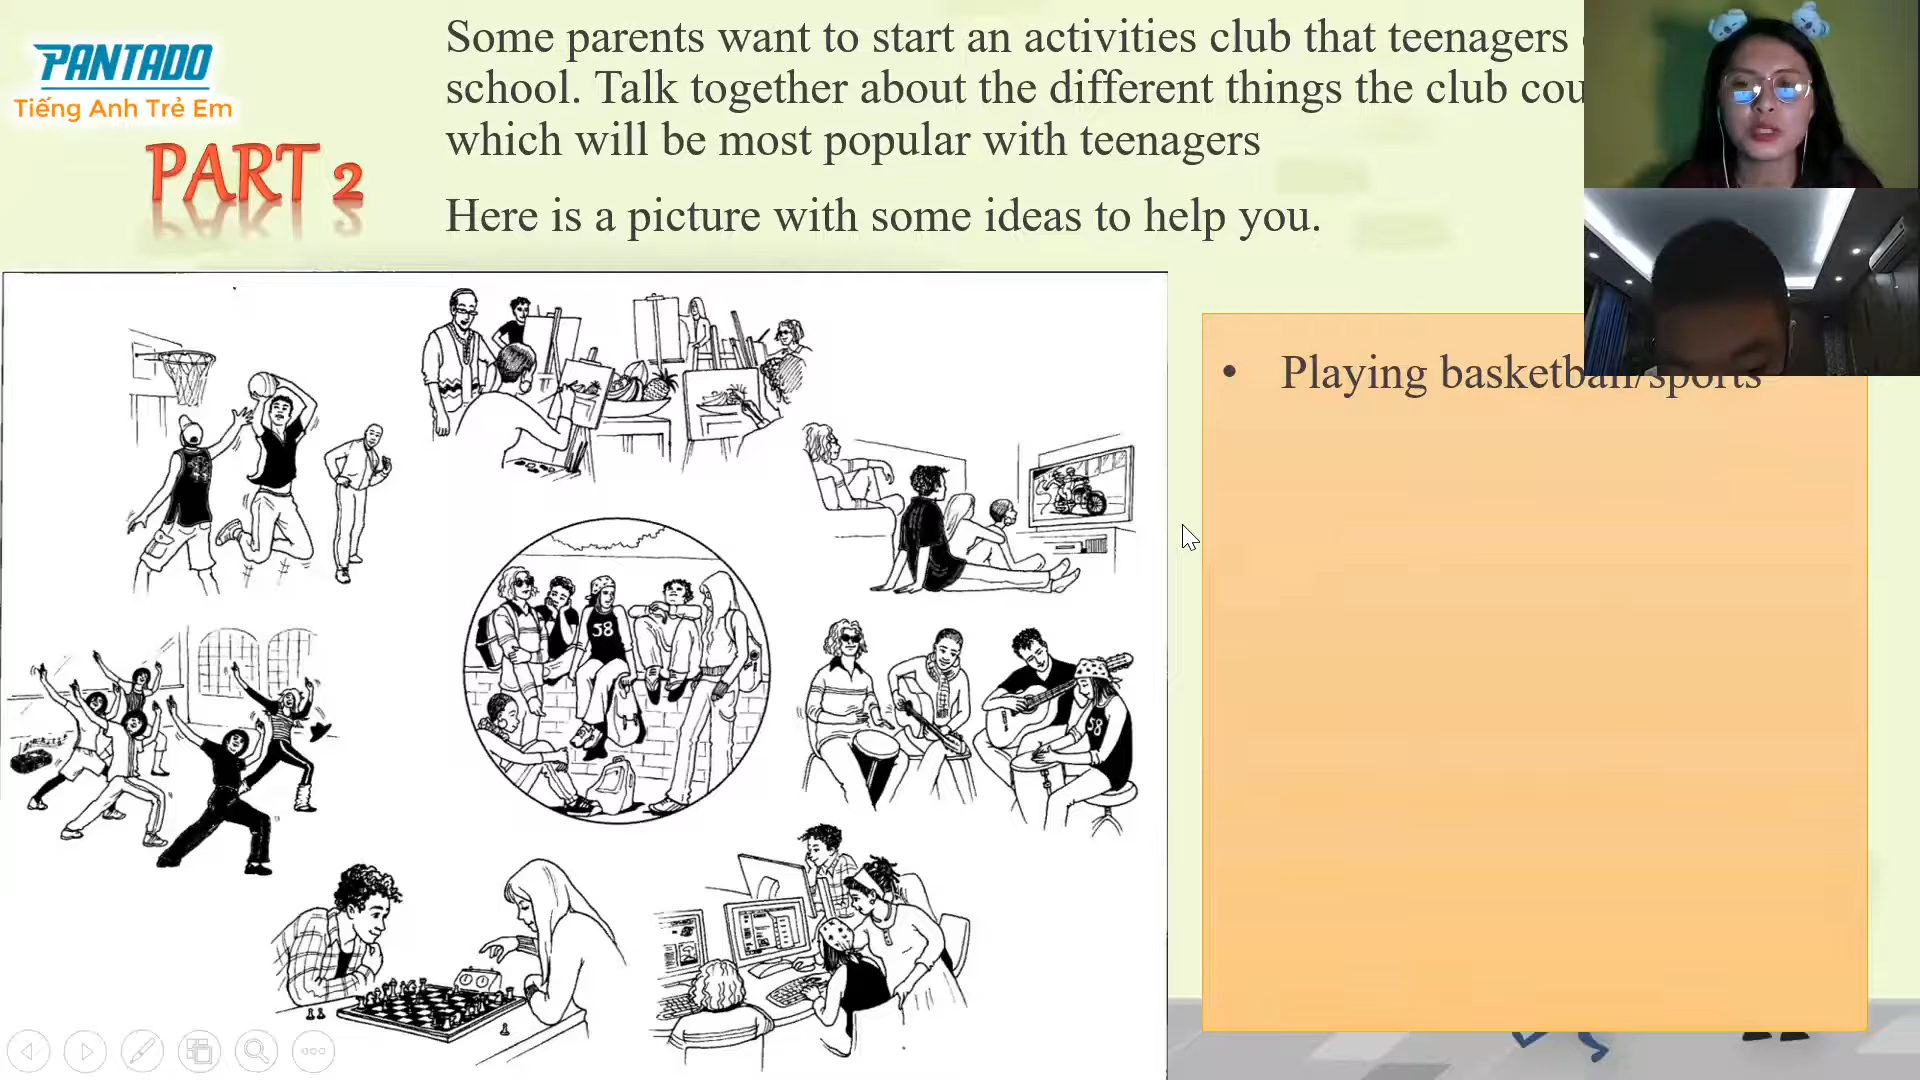 PANTADO
Tiếng Anh Trẻ Em
PART 2
Some parents want to start an activities club that teenagers
school. Talk together about the different things the club cou
which will be most popular with teenagers
Here is a picture with some ideas to help you.
• Playing basketball/sports
58
58